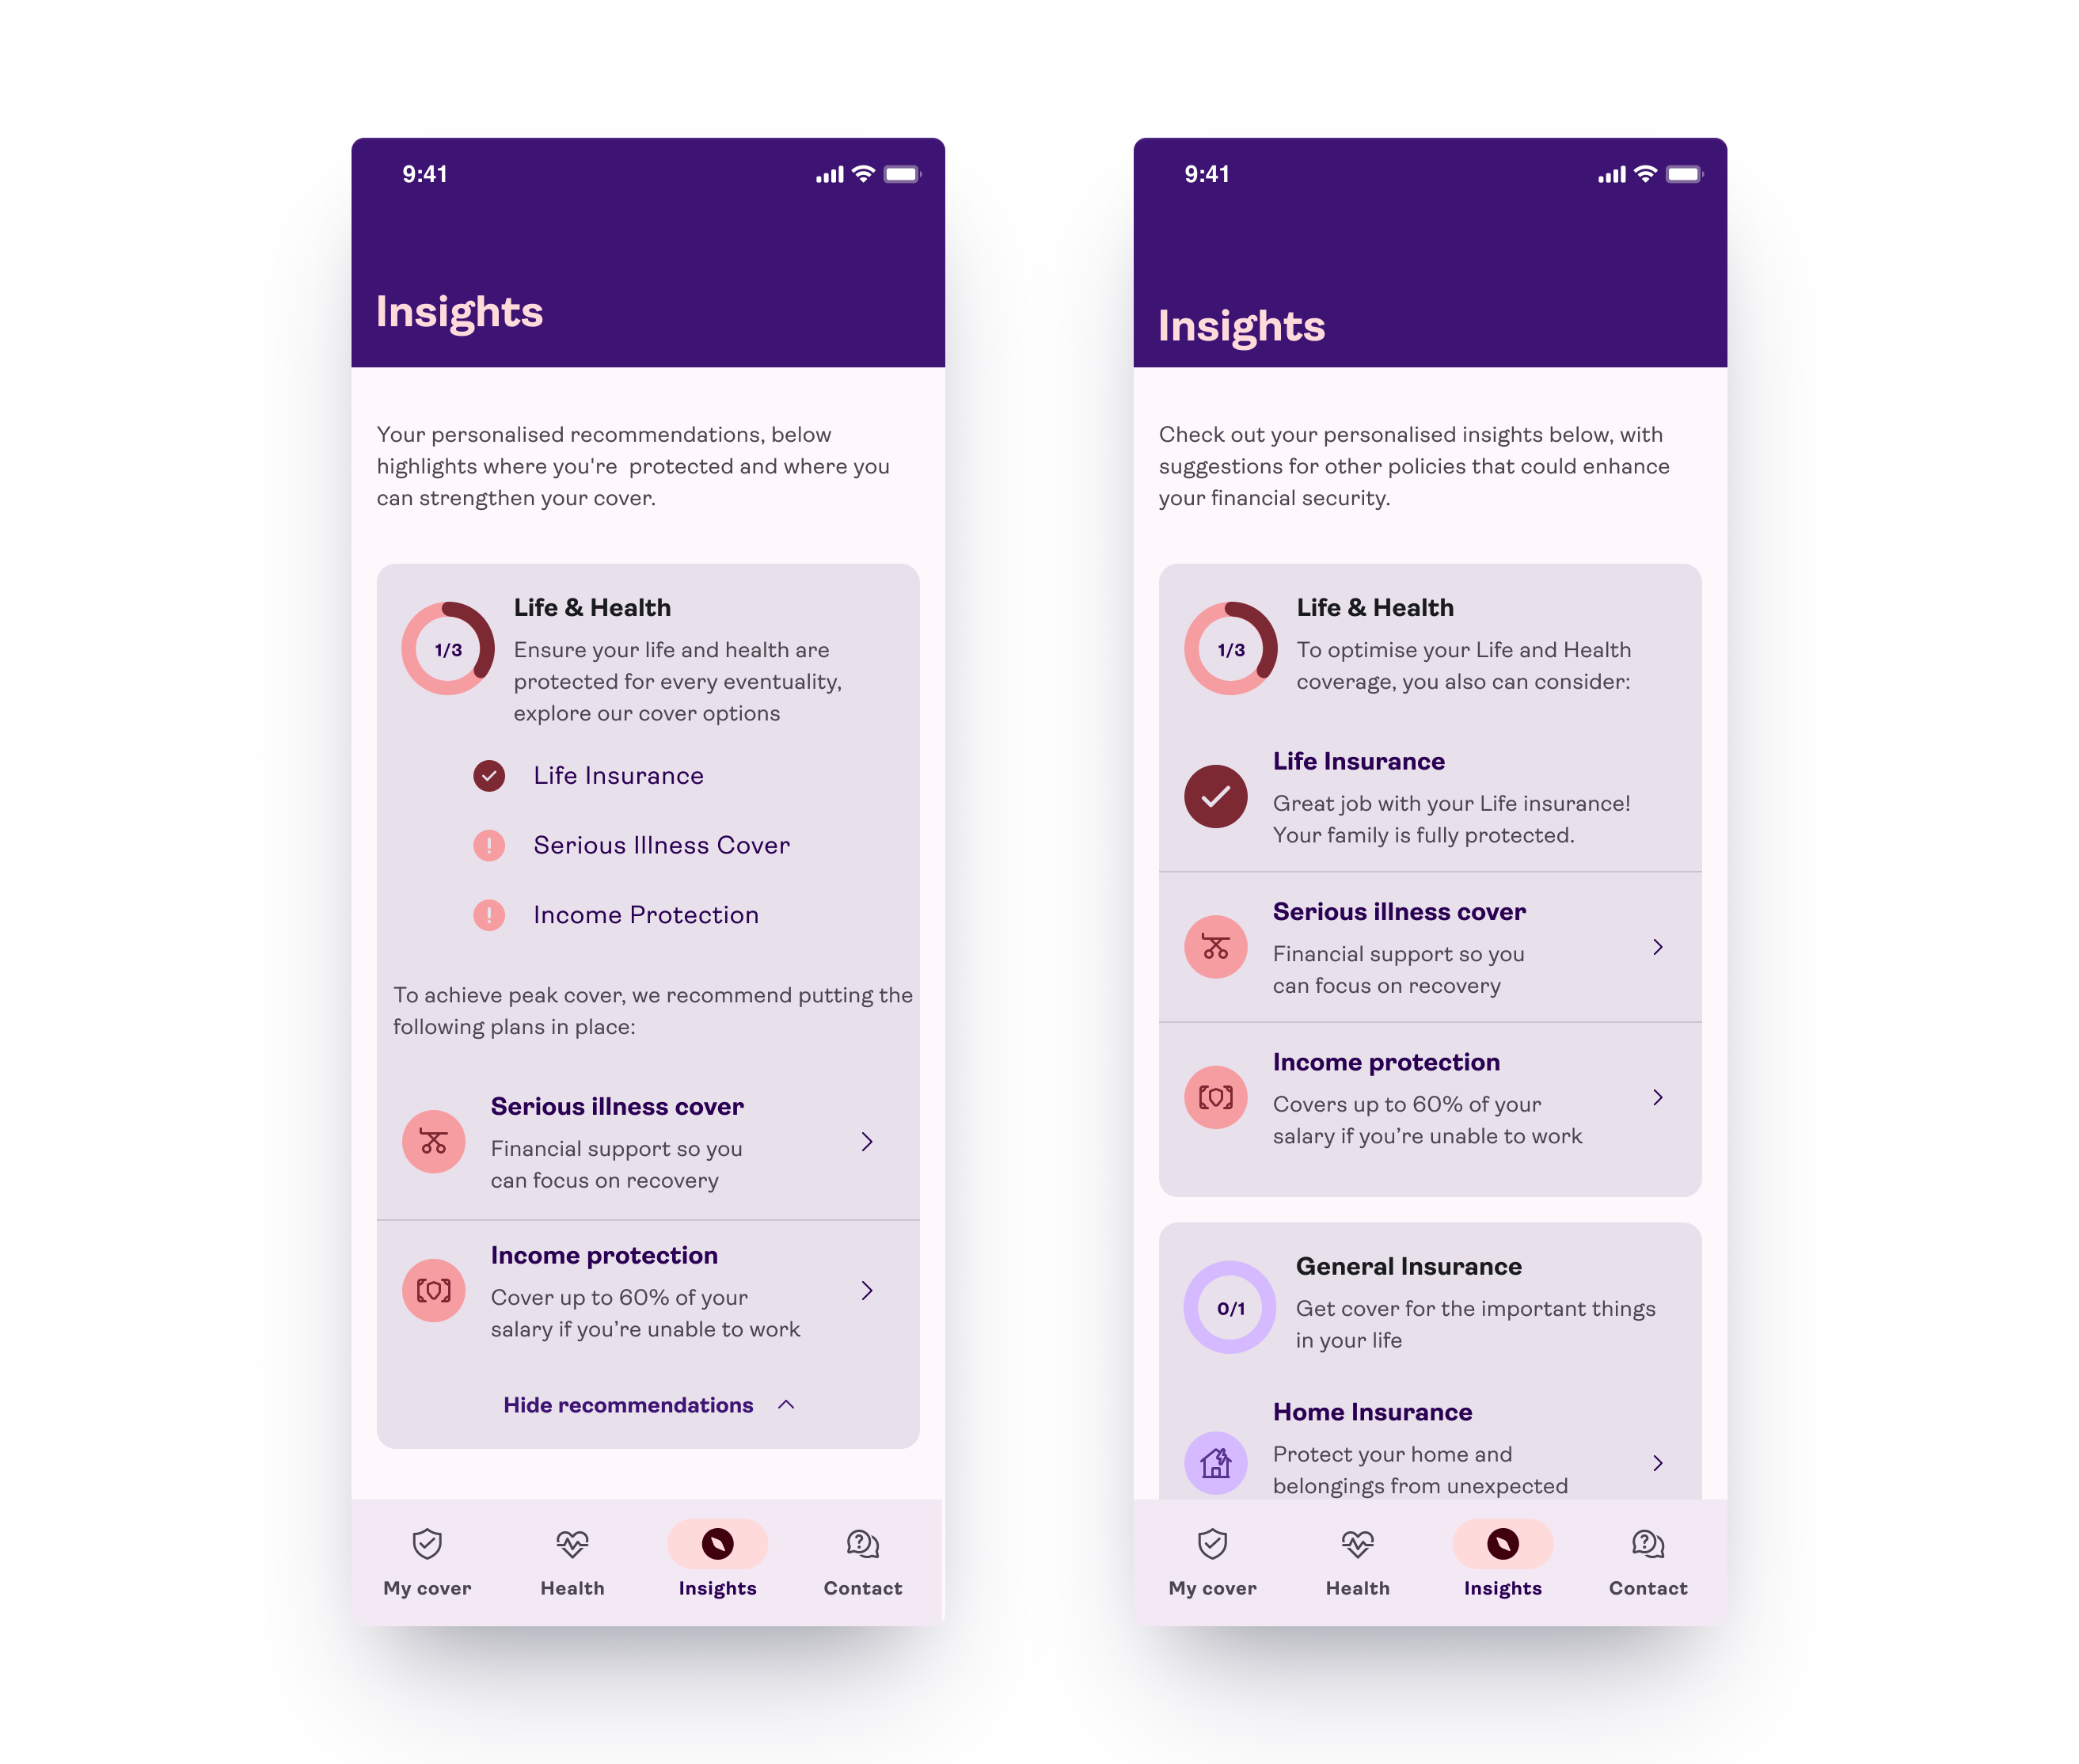 9:41
Insights
Your personalised recommendations, below
highlights where you're  protected and where you
can strengthen your cover.
1/3
Life & Health
Ensure your life and health are
protected for every eventuality,
explore our cover options
Life Insurance
Serious Illness Cover
Income Protection
To achieve peak cover, we recommend putting the
following plans in place:
Serious illness cover
Financial support so you
can focus on recovery
Income protection
Cover up to 60% of your
salary if you’re unable to work
Hide recommendations
My cover
Health
Insights
Contact
9:41
Insights
Check out your personalised insights below, with
suggestions for other policies that could enhance
your financial security.
1/3
Life & Health
To optimise your Life and Health
coverage, you also can consider:
Life Insurance
Great job with your Life insurance!
Your family is fully protected.
Serious illness cover
Financial support so you
can focus on recovery
Income protection
Covers up to 60% of your
salary if you’re unable to work
0/1
General Insurance
Get cover for the important things
in your life
Home Insurance
Protect your home and
belongings from unexpected
My cover
Health
Insights
Contact